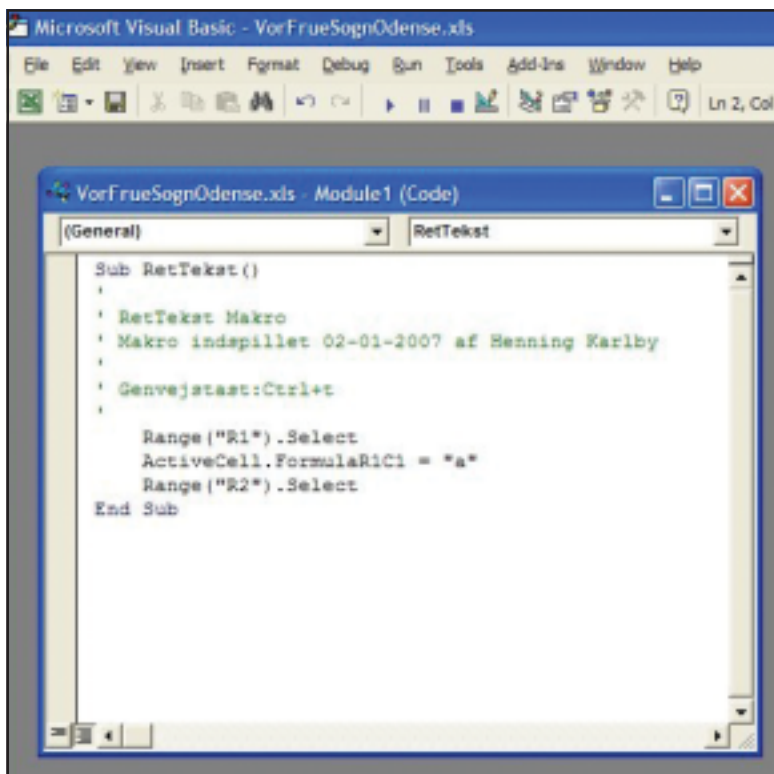 Microsoft Visual Basic - VorFrueSognOdense.xls
File Edit View Insert Format Debug Run Tools Add-Ins Window Help
Ln 2, Col
VorFrueSognOdense.xls - Module1 (Code)
(General) RetTekst
Sub RetTekst()
'
' RetTekst Makro
' Makro indspillet 02-01-2007 af Henning Karlby
'
' Genvejstast:Ctrl+t
'
Range("R1").Select
ActiveCell.FormulaR1C1 = "a"
Range("R2").Select
End Sub